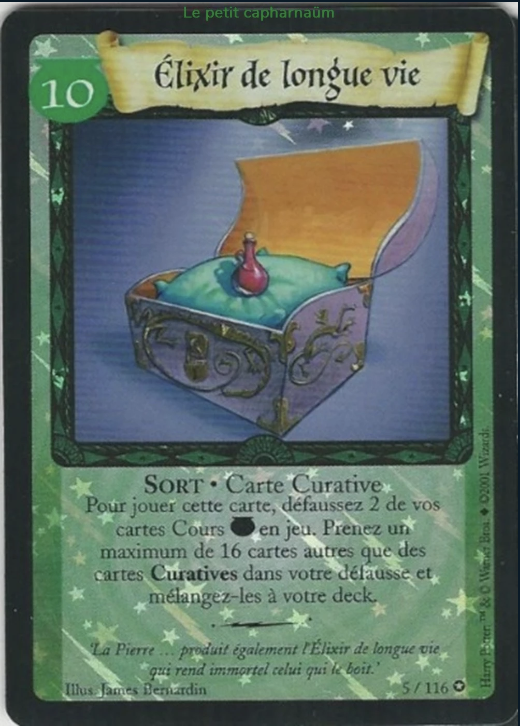 Le petit capharnaüm
10
Élixir de longue vie
SORT • Carte Curative
Pour jouer cette carte, défaussez 2 de vos
cartes Cours en jeu. Prenez un
maximum de 16 cartes autres que des
cartes Curatives dans votre défausse et
mélangez-les à votre deck.
'La Pierre ... produit également l'Élixir de longue vie
qui rend immortel celui qui le boit.'
Illus. James Bernardin
5 / 116
Harry Potter,™ & © Warner Bros. ◆ ©2001 Wizards.